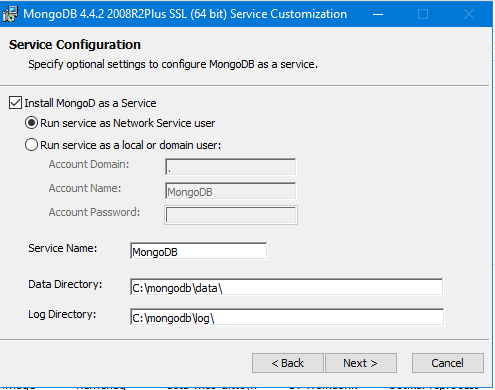 MongoDB 4.4.2 2008R2Plus SSL (64 bit) Service Customization
Service Configuration
Specify optional settings to configure MongoDB as a service.
Install MongoD as a Service
Run service as Network Service user
Run service as a local or domain user:
Account Domain: .
Account Name: MongoDB
Account Password:
Service Name: MongoDB
Data Directory: C:\mongodb\data\
Log Directory: C:\mongodb\log\
< Back Next > Cancel